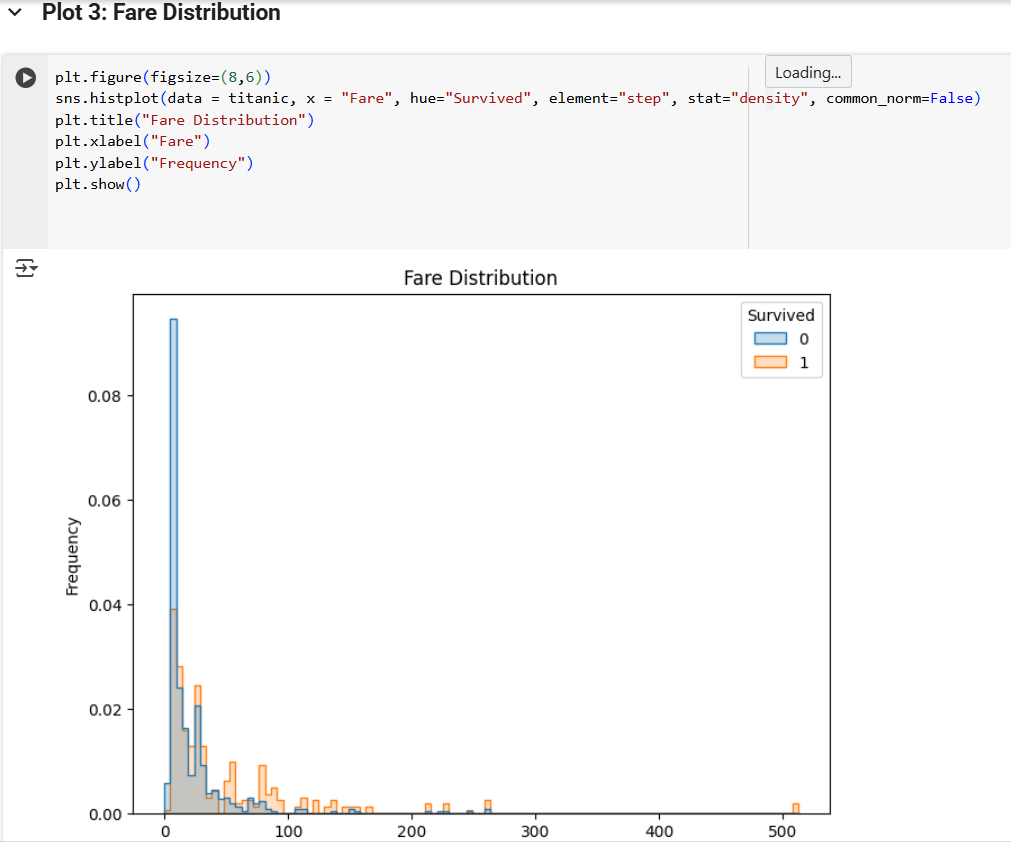 Plot 3: Fare Distribution
Loading...
plt.figure(figsize=(8,6))
sns.histplot(data = titanic, x = "Fare", hue="Survived", element="step", stat="density", common_norm=False)
plt.title("Fare Distribution")
plt.xlabel("Fare")
plt.ylabel("Frequency")
plt.show()
Fare Distribution
Survived
0
1
0.08
0.06
0.04
0.02
0.00
Frequency
0 100 200 300 400 500